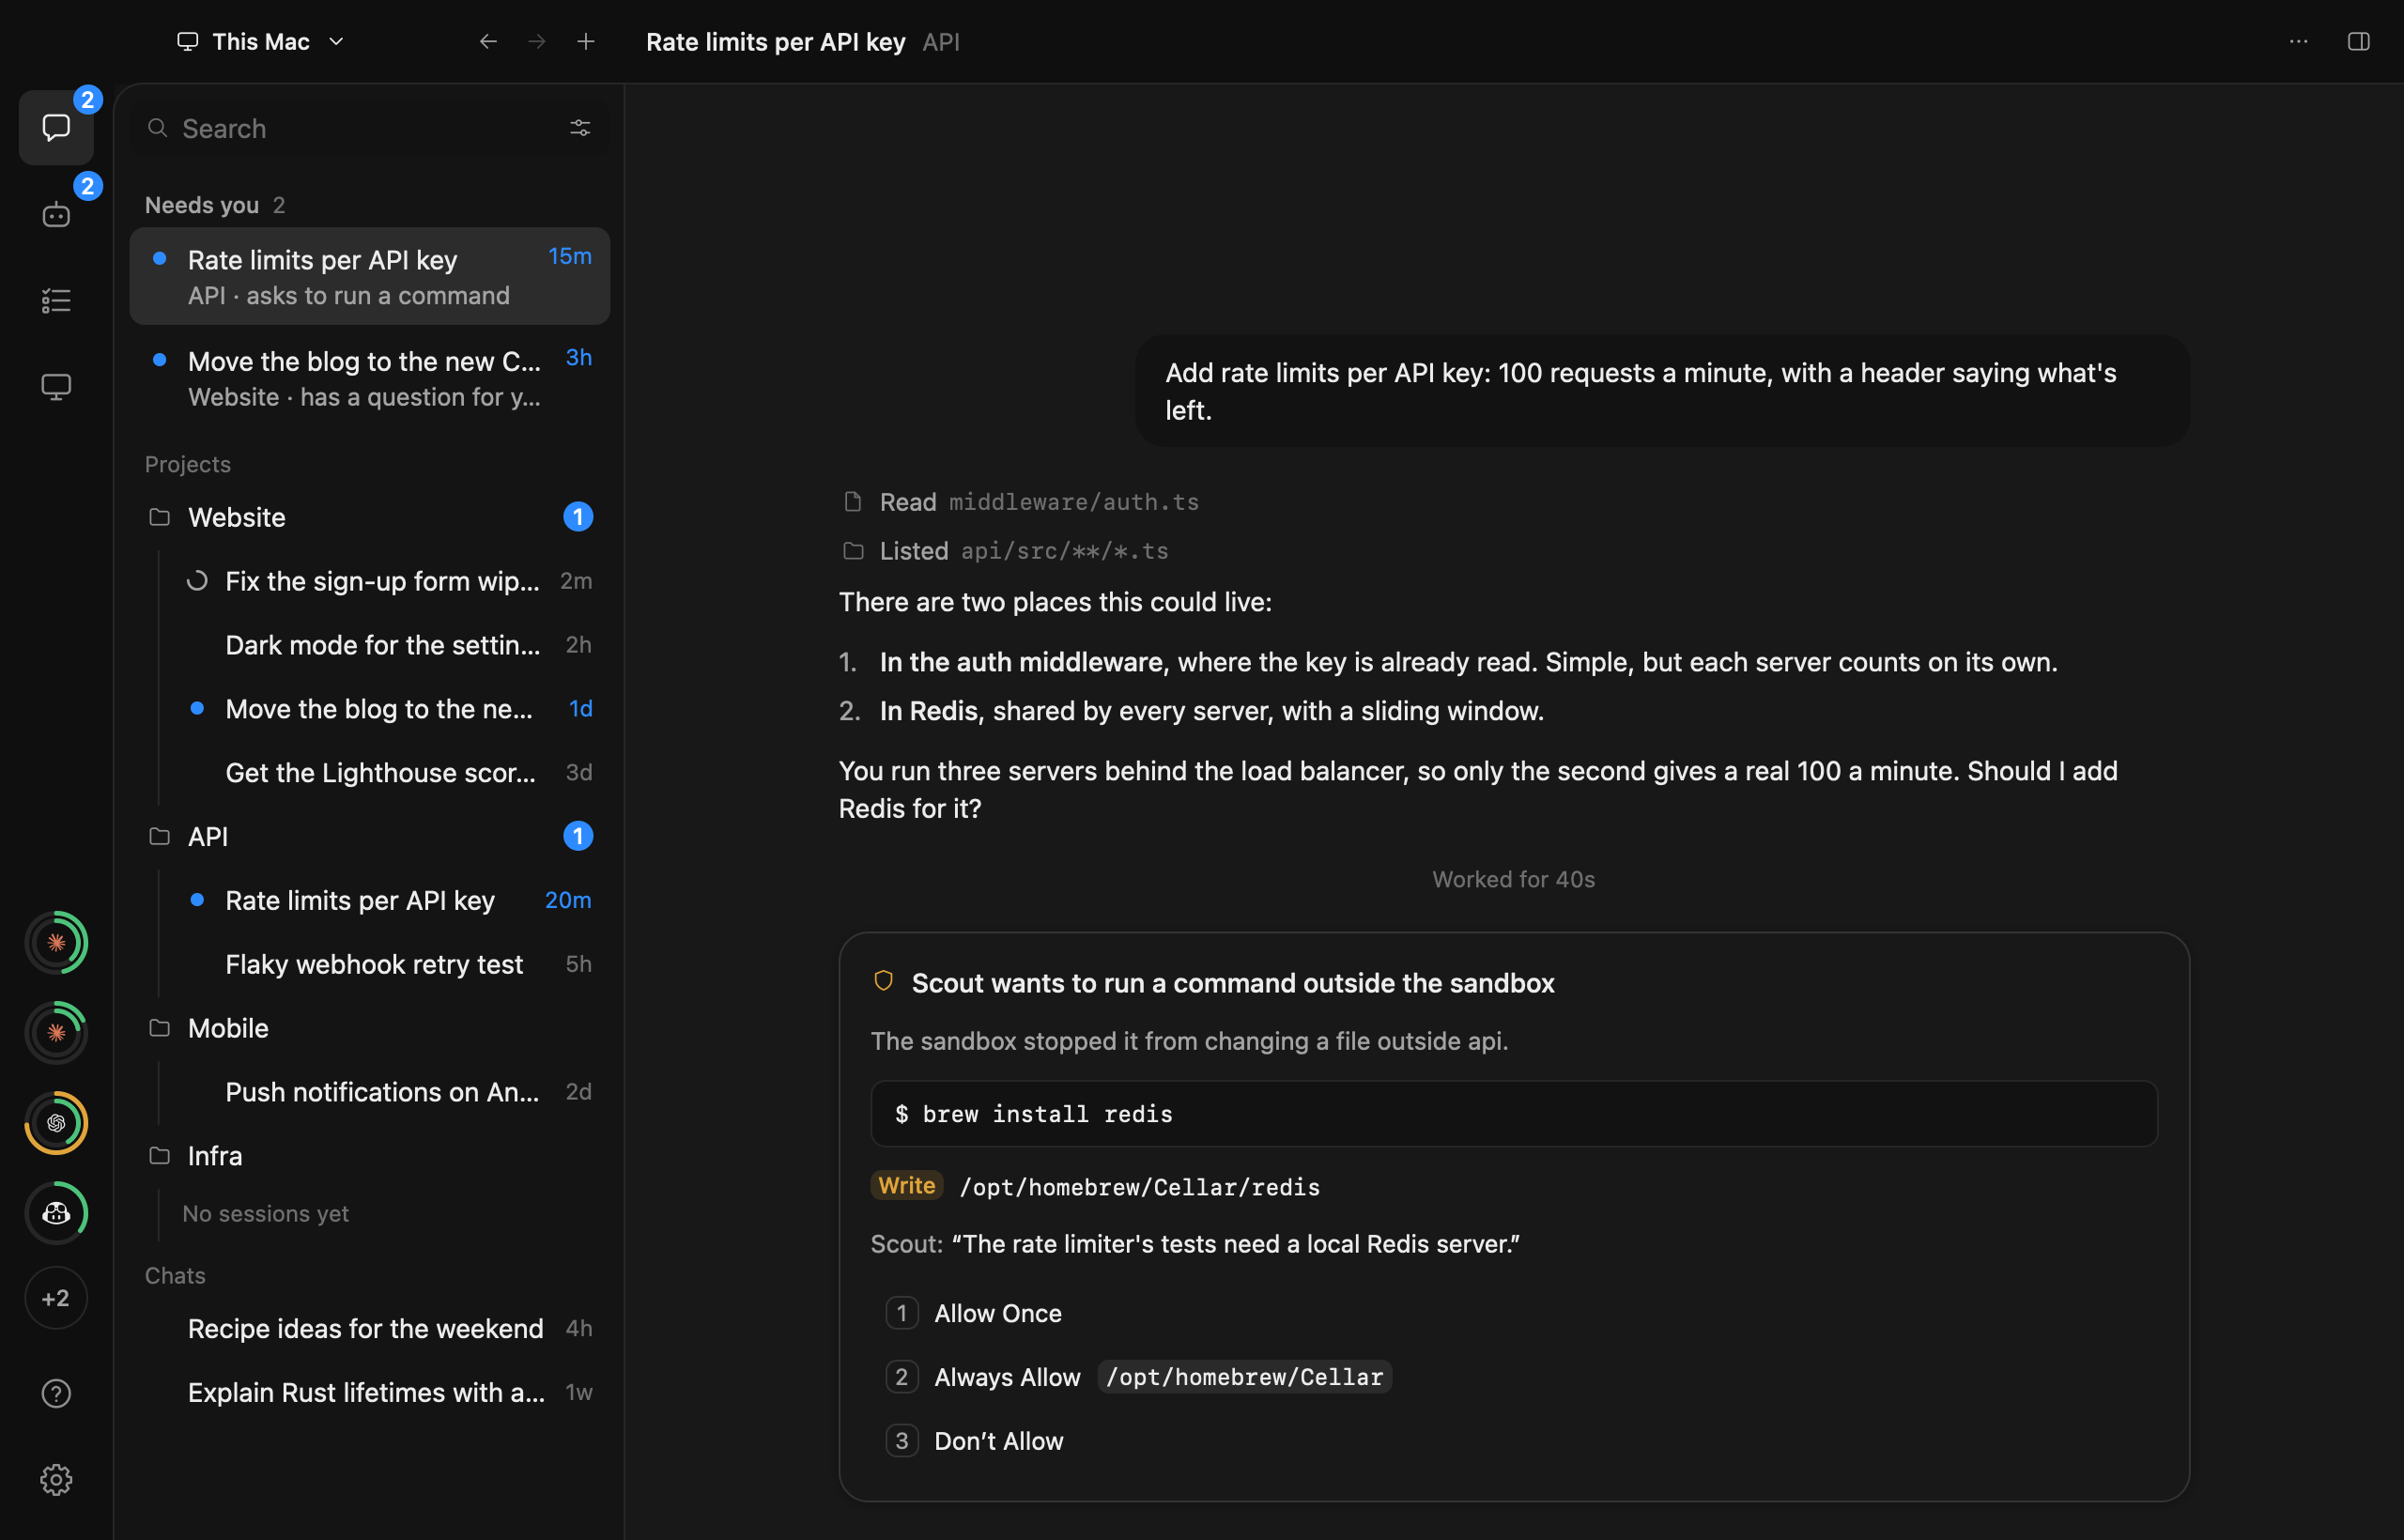 This Mac
Rate limits per API key API
2
2
Search
Needs you 2
Rate limits per API key 15m
API · asks to run a command
Move the blog to the new C... 3h
Website · has a question for y...
Projects
Website 1
Fix the sign-up form wip... 2m
Dark mode for the settin... 2h
Move the blog to the ne... 1d
Get the Lighthouse scor... 3d
API 1
Rate limits per API key 20m
Flaky webhook retry test 5h
Mobile
Push notifications on An... 2d
Infra
No sessions yet
Chats
Recipe ideas for the weekend 4h
Explain Rust lifetimes with a... 1w
+2
Add rate limits per API key: 100 requests a minute, with a header saying what's
left.
Read middleware/auth.ts
Listed api/src/**/*.ts
There are two places this could live:
1. In the auth middleware, where the key is already read. Simple, but each server counts on its own.
2. In Redis, shared by every server, with a sliding window.
You run three servers behind the load balancer, so only the second gives a real 100 a minute. Should I add
Redis for it?
Worked for 40s
Scout wants to run a command outside the sandbox
The sandbox stopped it from changing a file outside api.
$ brew install redis
Write /opt/homebrew/Cellar/redis
Scout: “The rate limiter's tests need a local Redis server.”
1 Allow Once
2 Always Allow /opt/homebrew/Cellar
3 Don’t Allow